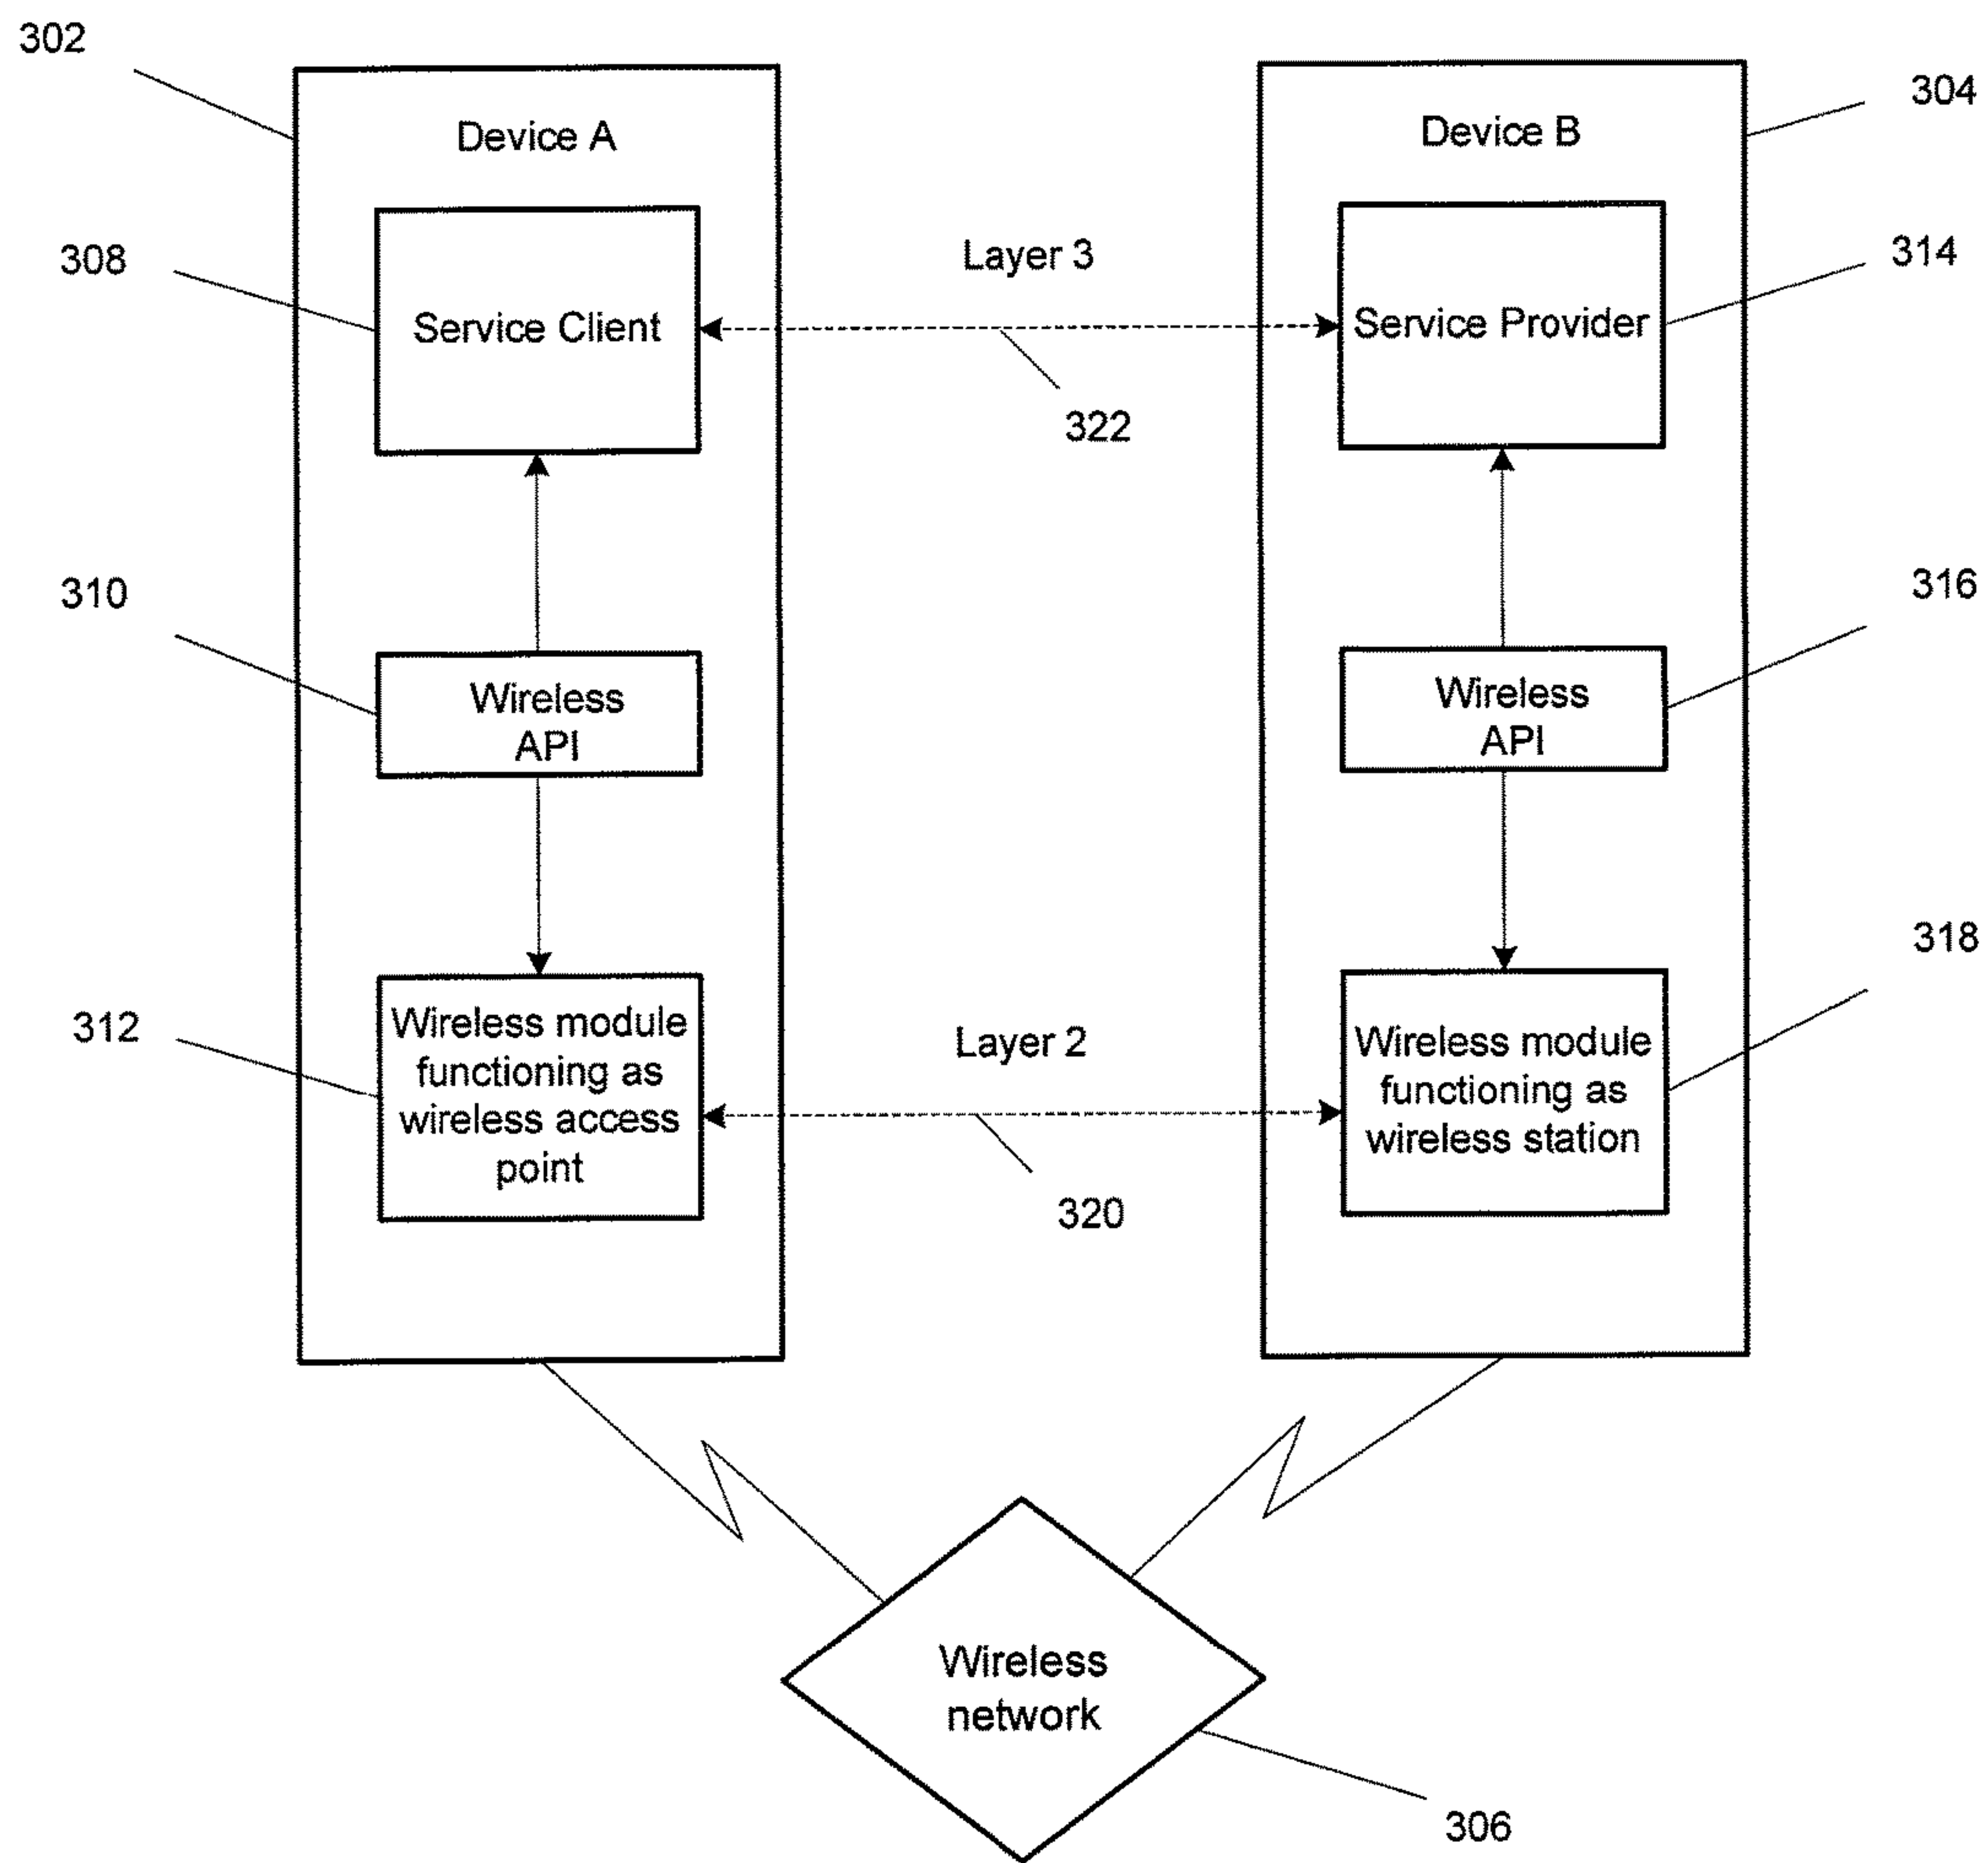 302
304
Device A
Device B
308
Service Client
Layer 3
322
Service Provider
314
310
Wireless
API
Wireless
API
316
312
Wireless module
functioning as
wireless access
point
Layer 2
320
Wireless module
functioning as
wireless station
318
Wireless
network
306